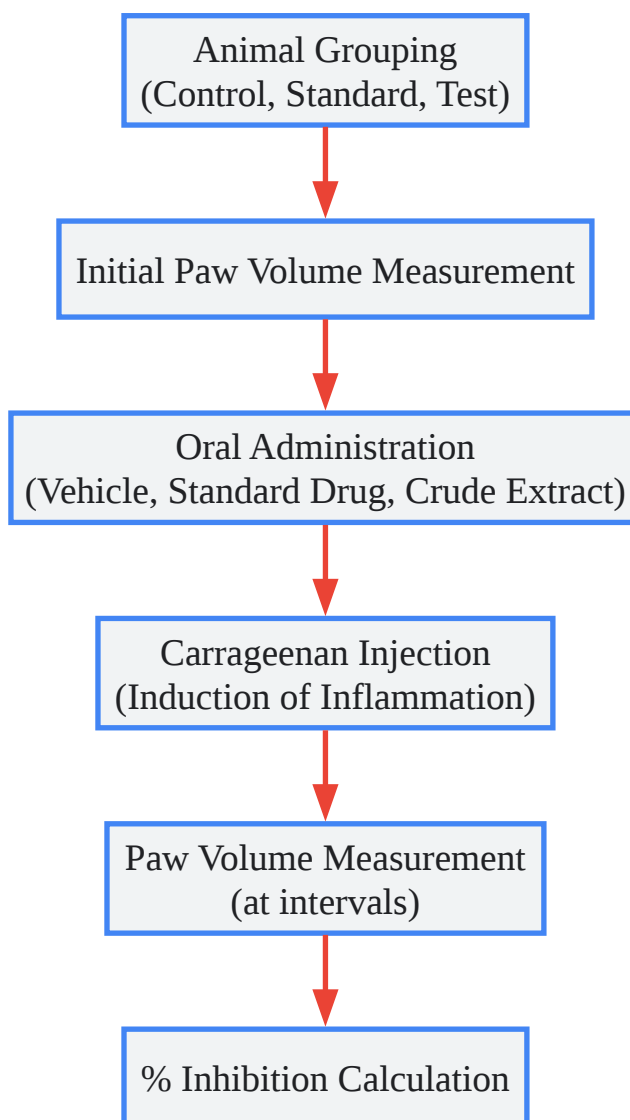 Animal Grouping
(Control, Standard, Test)
Initial Paw Volume Measurement
Oral Administration
(Vehicle, Standard Drug, Crude Extract)
Carrageenan Injection
(Induction of Inflammation)
Paw Volume Measurement
(at intervals)
% Inhibition Calculation